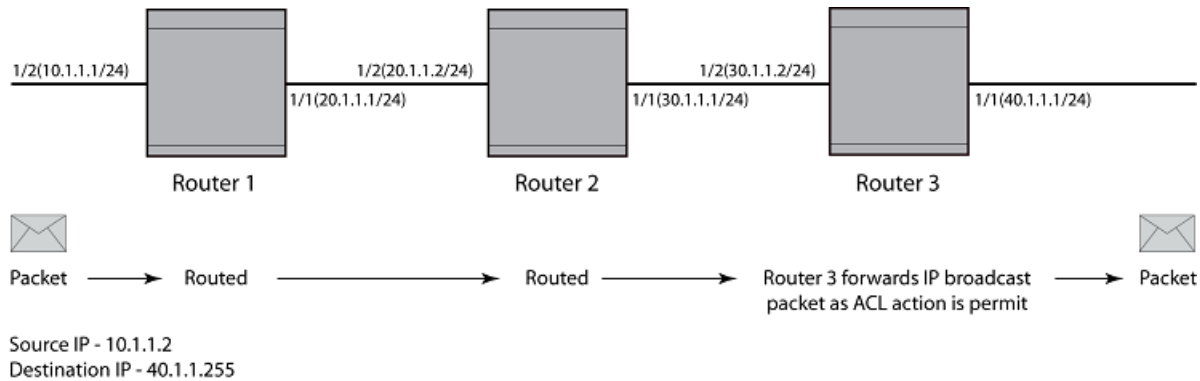 1/2(10.1.1.1/24)
1/1(20.1.1.1/24)
1/2(20.1.1.2/24)
1/1(30.1.1.1/24)
1/2(30.1.1.2/24)
1/1(40.1.1.1/24)
Router 1
Router 2
Router 3
Packet
Routed
Routed
Router 3 forwards IP broadcast
packet as ACL action is permit
Packet
Source IP - 10.1.1.2
Destination IP - 40.1.1.255